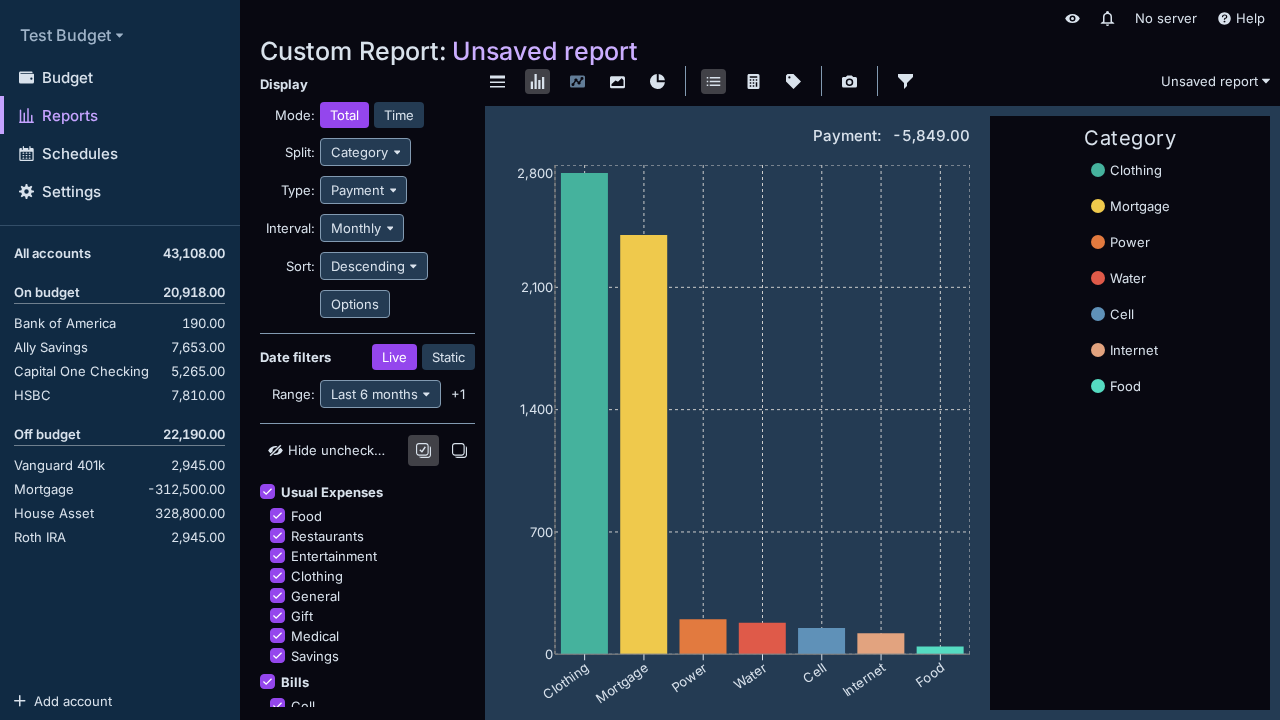 Test Budget
Budget
Reports
Schedules
Settings
All accounts 43,108.00
On budget 20,918.00
Bank of America 190.00
Ally Savings 7,653.00
Capital One Checking 5,265.00
HSBC 7,810.00
Off budget 22,190.00
Vanguard 401k 2,945.00
Mortgage -312,500.00
House Asset 328,800.00
Roth IRA 2,945.00
Add account
No server
Help
Custom Report: Unsaved report
Unsaved report
Display
Mode: Total Time
Split: Category
Type: Payment
Interval: Monthly
Sort: Descending
Options
Date filters Live Static
Range: Last 6 months +1
Hide uncheck...
Usual Expenses
Food
Restaurants
Entertainment
Clothing
General
Gift
Medical
Savings
Bills
Cell
Payment: -5,849.00
2,800
2,100
1,400
700
0
Clothing
Mortgage
Power
Water
Cell
Internet
Food
Category
Clothing
Mortgage
Power
Water
Cell
Internet
Food